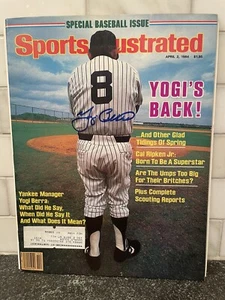 SPECIAL BASEBALL ISSUE
Sports Illustrated
APRIL 2, 1984
8
YOGI'S
BACK!
...And Other Glad
Tidings of Spring
Cal Ripken Jr:
Born To Be a Superstar
Are the Umps Too Big
For Their Britches?
Plus Complete
Scouting Reports
Yankee Manager
Yogi Berra:
What Did He Say,
When Did He Say It
And What Does It Mean?